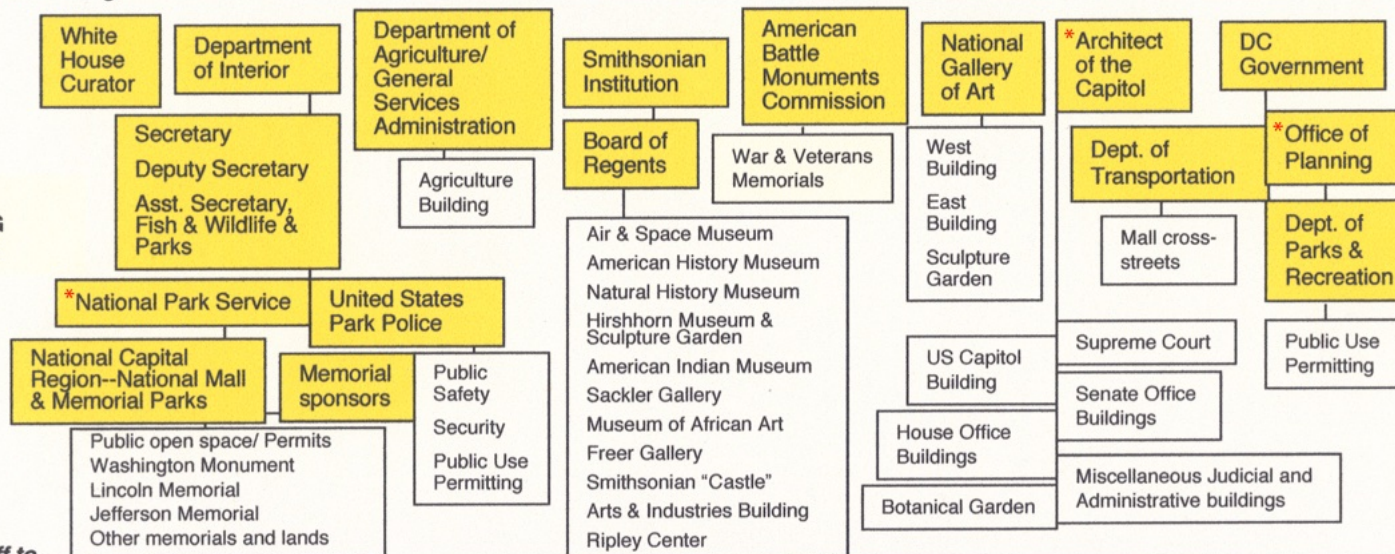 White
House
Curator
Department
of Interior
Secretary
Deputy Secretary
Asst. Secretary,
Fish & Wildlife &
Parks
*National Park Service
United States
Park Police
National Capital
Region--National Mall
& Memorial Parks
Memorial
sponsors
Public
Safety
Security
Public Use
Permitting
Public open space/ Permits
Washington Monument
Lincoln Memorial
Jefferson Memorial
Other memorials and lands
Department of
Agriculture/
General
Services
Administration
Agriculture
Building
Smithsonian
Institution
Board of
Regents
Air & Space Museum
American History Museum
Natural History Museum
Hirshhorn Museum &
Sculpture Garden
American Indian Museum
Sackler Gallery
Museum of African Art
Freer Gallery
Smithsonian “Castle”
Arts & Industries Building
Ripley Center
American
Battle
Monuments
Commission
War & Veterans
Memorials
National
Gallery
of Art
West
Building
East
Building
Sculpture
Garden
*Architect
of the
Capitol
US Capitol
Building
House Office
Buildings
Botanical Garden
Supreme Court
Senate Office
Buildings
Miscellaneous Judicial and
Administrative buildings
DC
Government
Dept. of
Transportation
Mall cross-
streets
*Office of
Planning
Dept. of
Parks &
Recreation
Public Use
Permitting